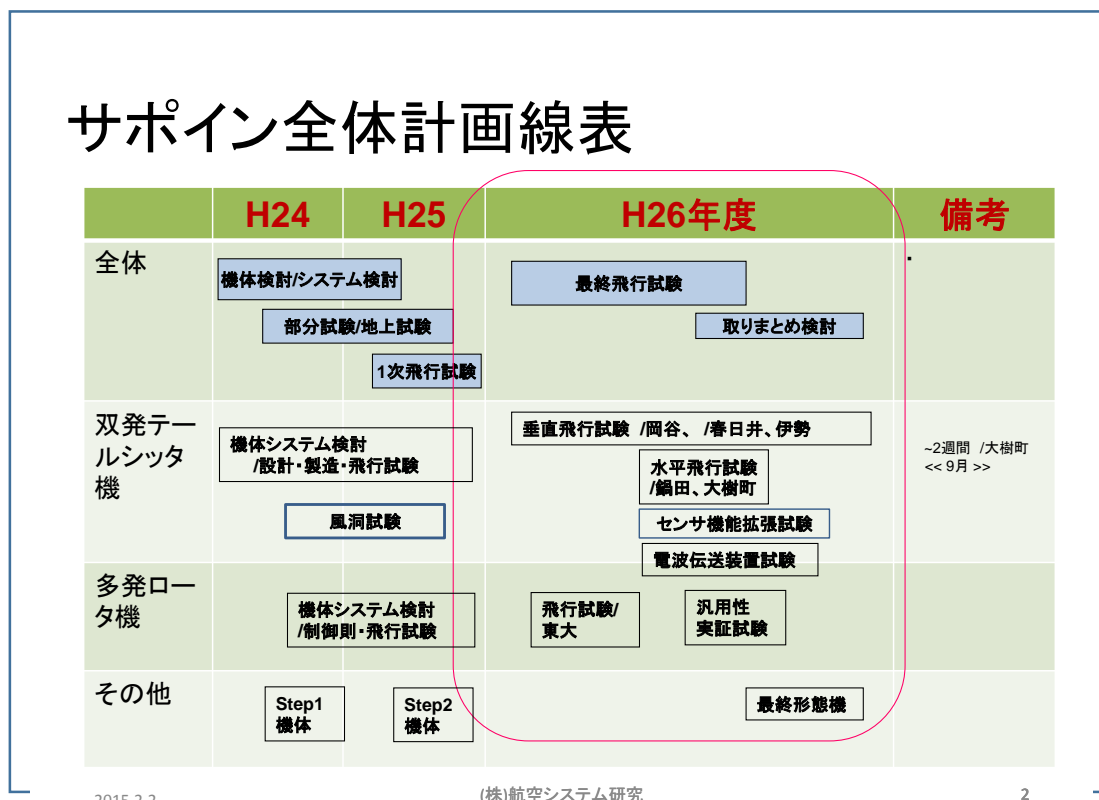 サポイン全体計画線表
H24
H25
H26年度
備考
全体
機体検討/システム検討
部分試験/地上試験
1次飛行試験
最終飛行試験
取りまとめ検討
双発テー
ルシッタ
機
機体システム検討
/設計・製造・飛行試験
風洞試験
垂直飛行試験 /岡谷、 /春日井、伊勢
水平飛行試験
/鍋田、大樹町
センサ機能拡張試験
電波伝送装置試験
~2週間 /大樹町
<< 9月 >>
多発ロー
タ機
機体システム検討
/制御則・飛行試験
飛行試験/
東大
汎用性
実証試験
その他
Step1
機体
Step2
機体
最終形態機
(株)航空システム研究
2